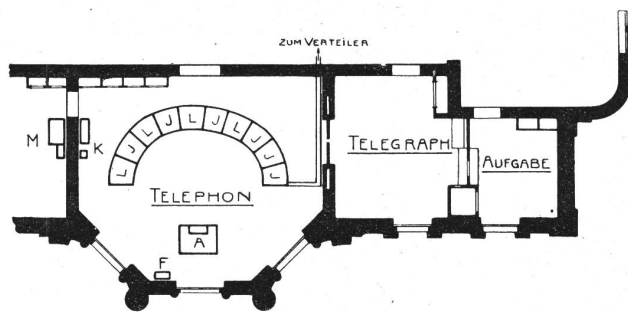 ZUM VERTEILER
M
K
L J L J L J L J J J
TELEPHON
TELEGRAPH
AUFGABE
A
F